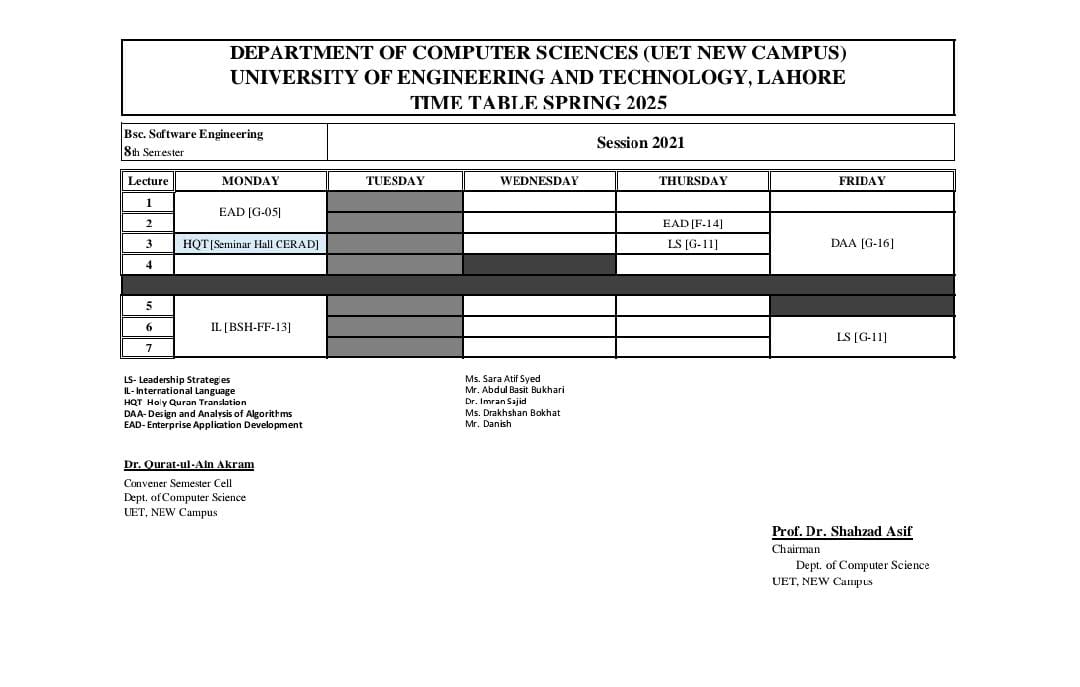 DEPARTMENT OF COMPUTER SCIENCES (UET NEW CAMPUS)
UNIVERSITY OF ENGINEERING AND TECHNOLOGY, LAHORE
TIME TABLE SPRING 2025
Bsc. Software Engineering
8th Semester
Session 2021
Lecture MONDAY TUESDAY WEDNESDAY THURSDAY FRIDAY
1
EAD [G-05]
2 EAD [F-14]
3 HQT [Seminar Hall CERAD] LS [G-11] DAA [G-16]
4
5
6 IL [BSH-FF-13]
LS [G-11]
7
LS- Leadership Strategies Ms. Sara Atif Syed
IL- International Language Mr. Abdul Basit Bukhari
HQT- Holy Quran Translation Dr. Imran Sajid
DAA- Design and Analysis of Algorithms Ms. Drakhshan Bokhat
EAD- Enterprise Application Development Mr. Danish
Dr. Qurat-ul-Ain Akram
Convener Semester Cell
Dept. of Computer Science
UET, NEW Campus
Prof. Dr. Shahzad Asif
Chairman
Dept. of Computer Science
UET, NEW Campus